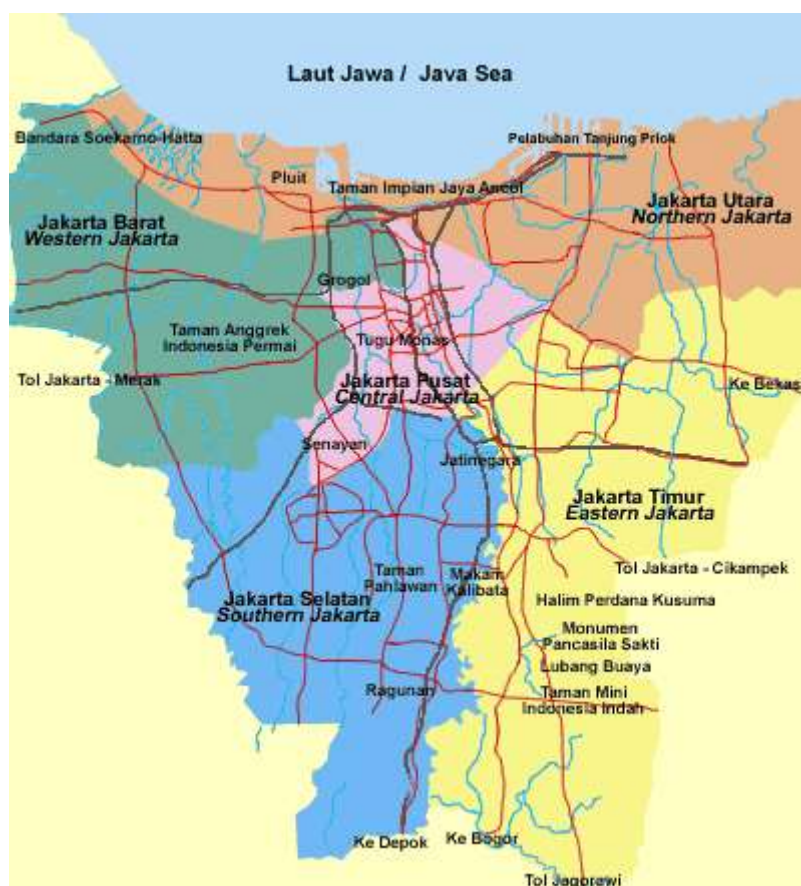 Laut Jawa / Java Sea
Bandara Soekarno-Hatta
Pelabuhan Tanjung Priok
Pluit
Taman Impian Jaya Ancol
Jakarta Barat
Western Jakarta
Jakarta Utara
Northern Jakarta
Grogol
Taman Anggrek
Indonesia Permai
Tugu Monas
Tol Jakarta - Merak
Jakarta Pusat
Central Jakarta
Ke Bekas
Senayan
Jatinegara
Jakarta Timur
Eastern Jakarta
Taman
Pahlawan
Makam
Kalibata
Tol Jakarta - Cikampek
Jakarta Selatan
Southern Jakarta
Halim Perdana Kusuma
Monumen
Pancasila Sakti
Lubang Buaya
Ragunan
Taman Mini
Indonesia Indah
Ke Depok
Ke Bogor
Tol Jagorawi